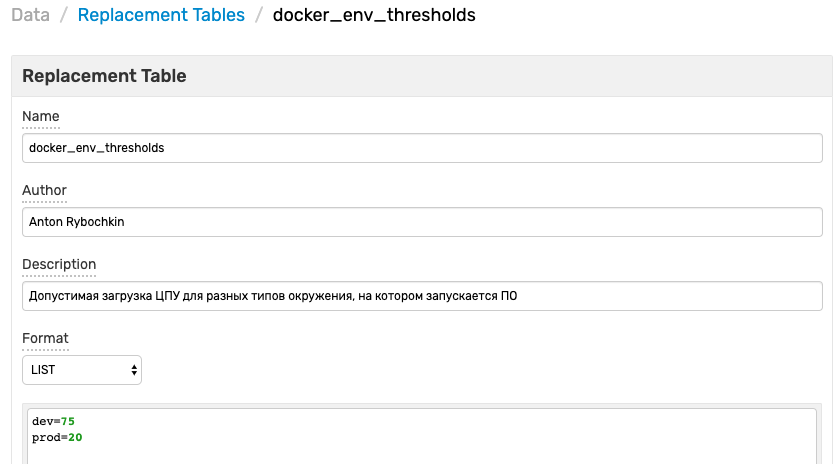 Data / Replacement Tables / docker_env_thresholds
Replacement Table
Name
docker_env_thresholds
Author
Anton Rybochkin
Description
Допустимая загрузка ЦПУ для разных типов окружения, на котором запускается ПО
Format
LIST
dev=75
prod=20